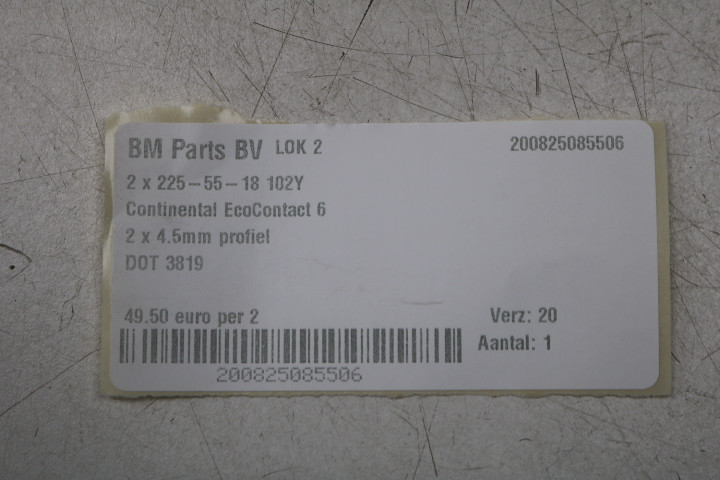 BM Parts BV LOK 2 200825085506
2 x 225-55-18 102Y
Continental EcoContact 6
2 x 4.5mm profiel
DOT 3819
49.50 euro per 2 Verz: 20
Aantal: 1
200825085506